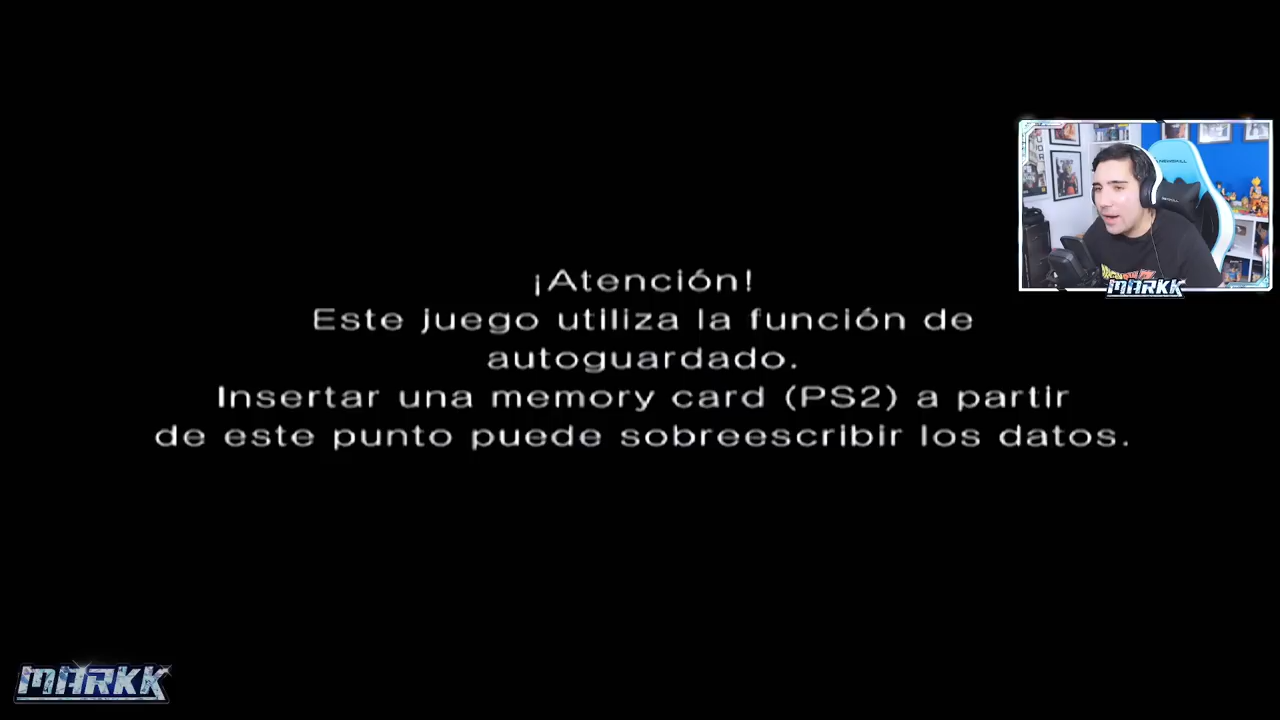 ¡Atención!
Este juego utiliza la función de
autoguardado.
Insertar una memory card (PS2) a partir
de este punto puede sobreescribir los datos.
MARKK
MARKK